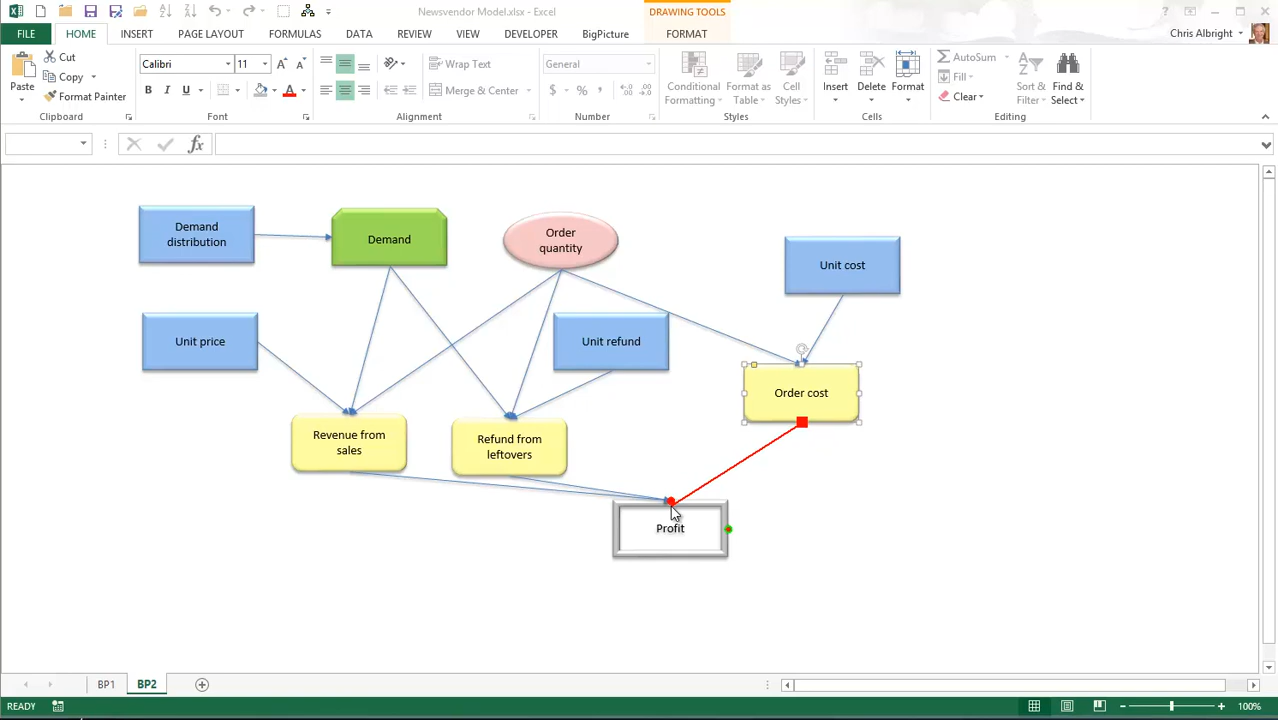 Newsvendor Model.xlsx - Excel
DRAWING TOOLS
FILE
HOME
INSERT
PAGE LAYOUT
FORMULAS
DATA
REVIEW
VIEW
DEVELOPER
BigPicture
FORMAT
Chris Albright
Paste
Cut
Copy
Format Painter
Clipboard
Calibri
11
B I U
A
Font
Wrap Text
Merge & Center
Alignment
General
$ % ,
Number
Conditional
Formatting
Format as
Table
Cell
Styles
Styles
Insert
Delete
Format
Cells
AutoSum
Fill
Clear
Sort &
Filter
Find &
Select
Editing
fx
Demand
distribution
Demand
Order
quantity
Unit cost
Unit price
Unit refund
Order cost
Revenue from
sales
Refund from
leftovers
Profit
BP1
BP2
READY
100%